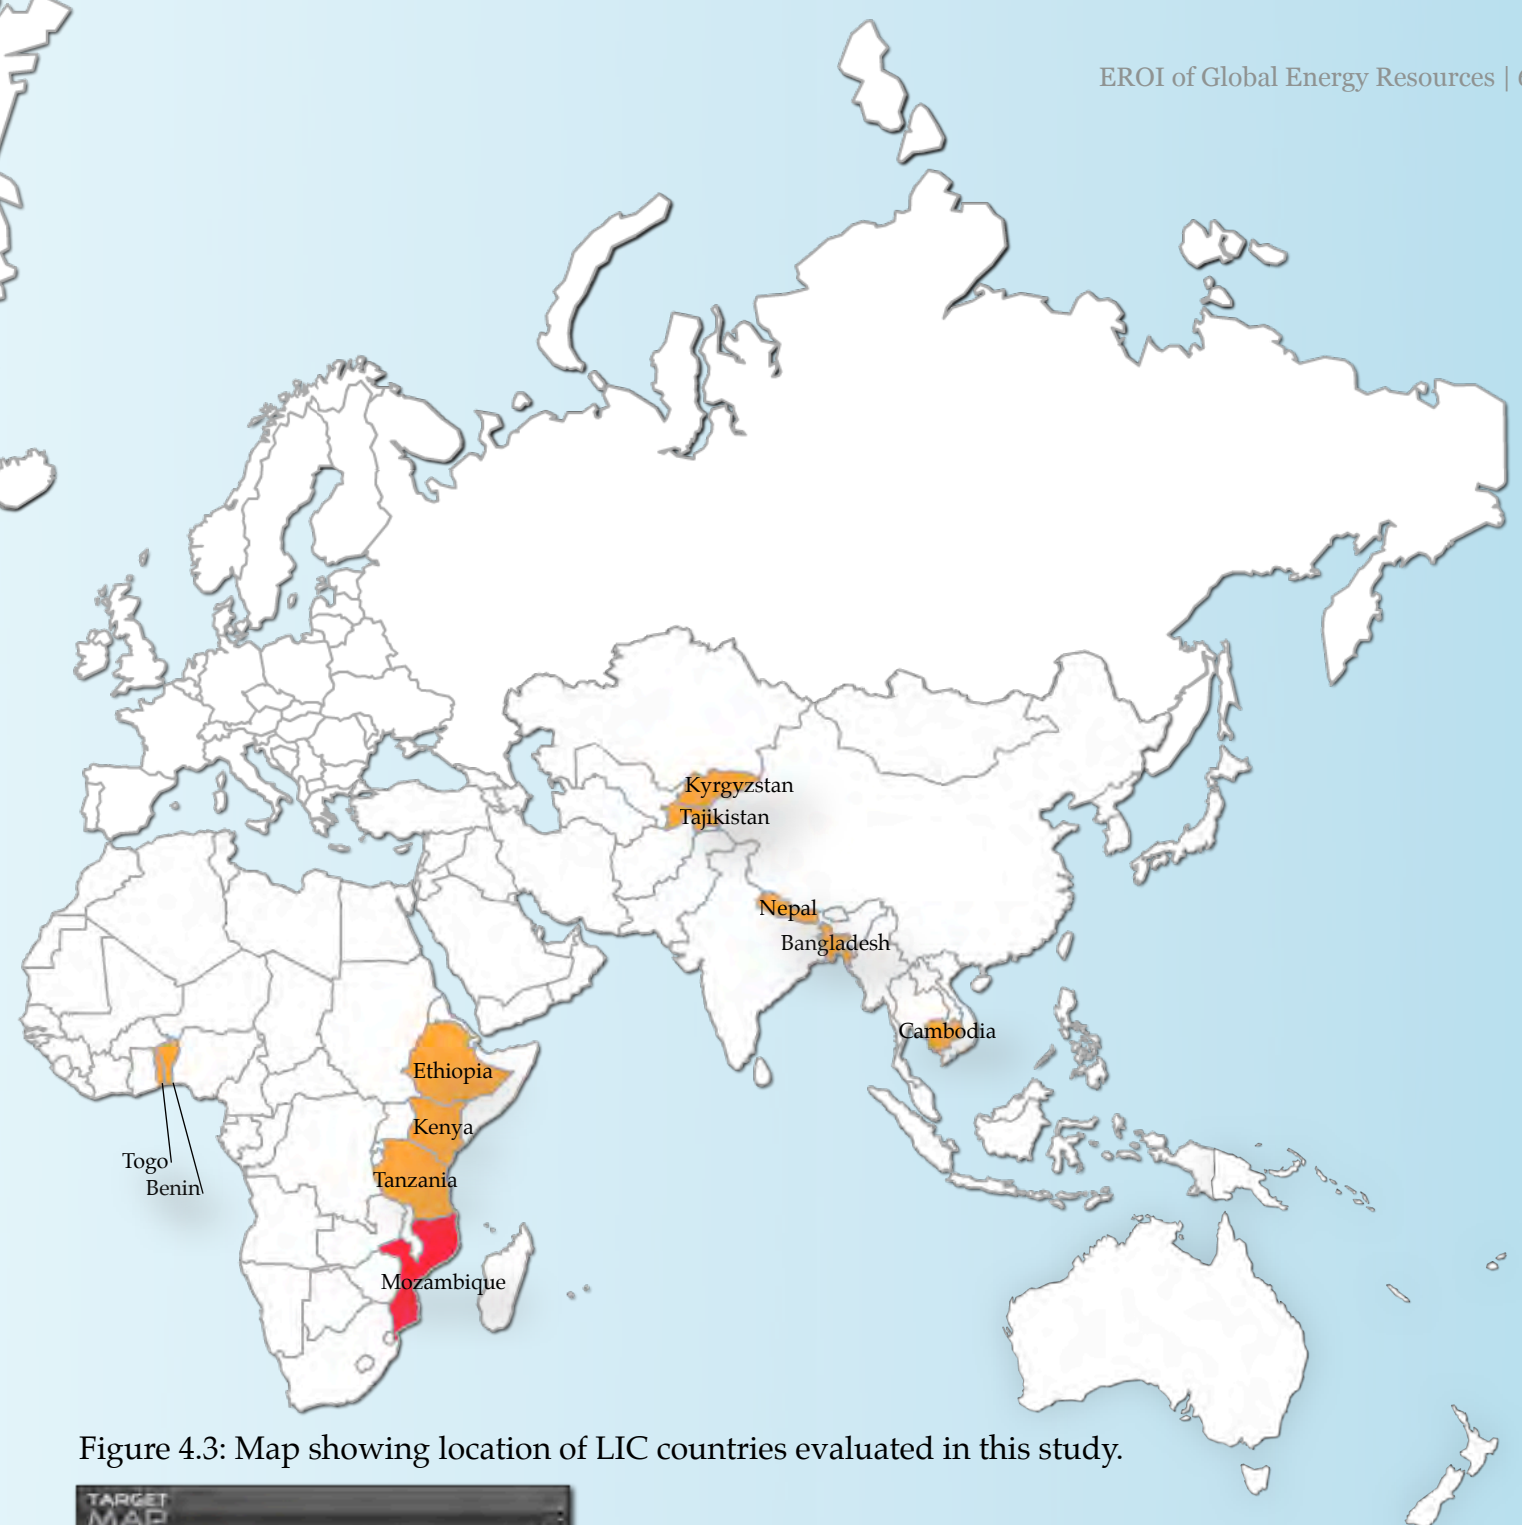 EROI of Global Energy Resources |
Kyrgyzstan
Tajikistan
Nepal
Bangladesh
Cambodia
Ethiopia
Kenya
Togo
Tanzania
Benin
Mozambique
Figure 4.3: Map showing location of LIC countries evaluated in this study.
TARGET
MAP